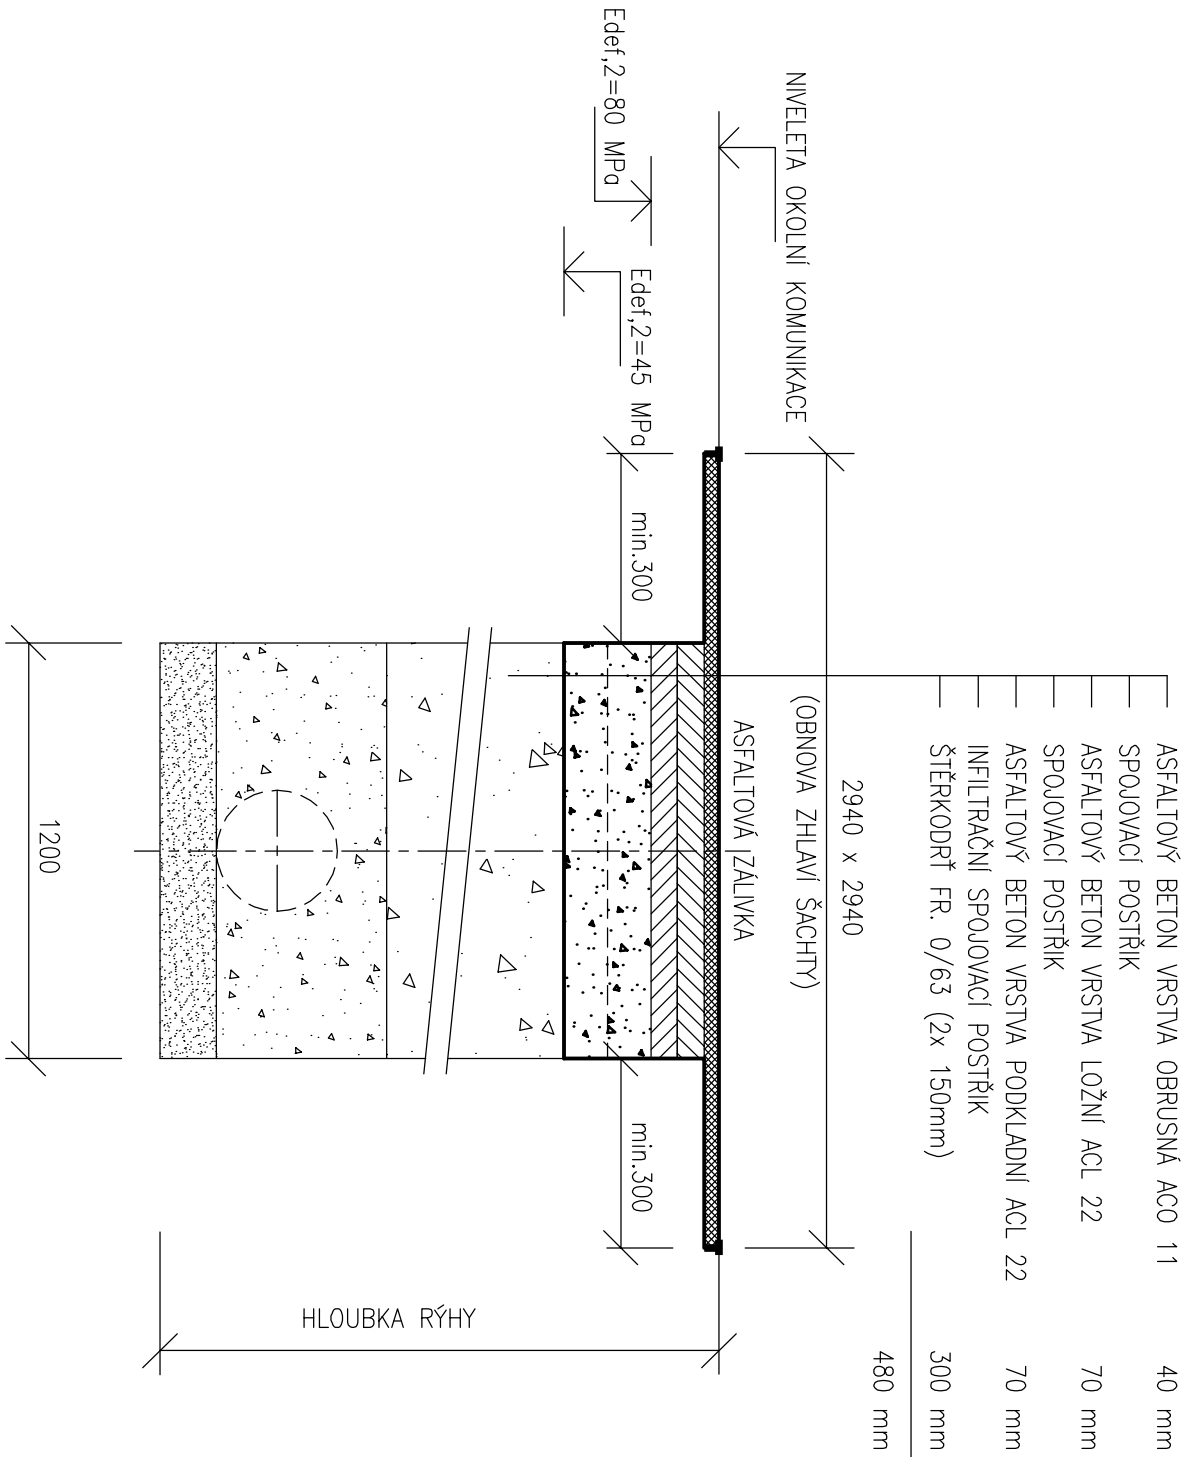 ASFALTOVÝ BETON VRSTVA OBRUSNÁ ACO 11 40 mm
SPOJOVACÍ POSTŘIK
ASFALTOVÝ BETON VRSTVA LOŽNÍ ACL 22 70 mm
SPOJOVACÍ POSTŘIK
ASFALTOVÝ BETON VRSTVA PODKLADNÍ ACL 22 70 mm
INFILTRAČNÍ SPOJOVACÍ POSTŘIK
ŠTĚRKODRŤ FR. 0/63 (2x 150mm) 300 mm
480 mm
2940 x 2940
(OBNOVA ZHLAVÍ ŠACHTY)
NIVELETA OKOLNÍ KOMUNIKACE
ASFALTOVÁ ZÁLIVKA
min.300
min.300
Edef,2=45 MPa
Edef,2=80 MPa
HLOUBKA RÝHY
1200